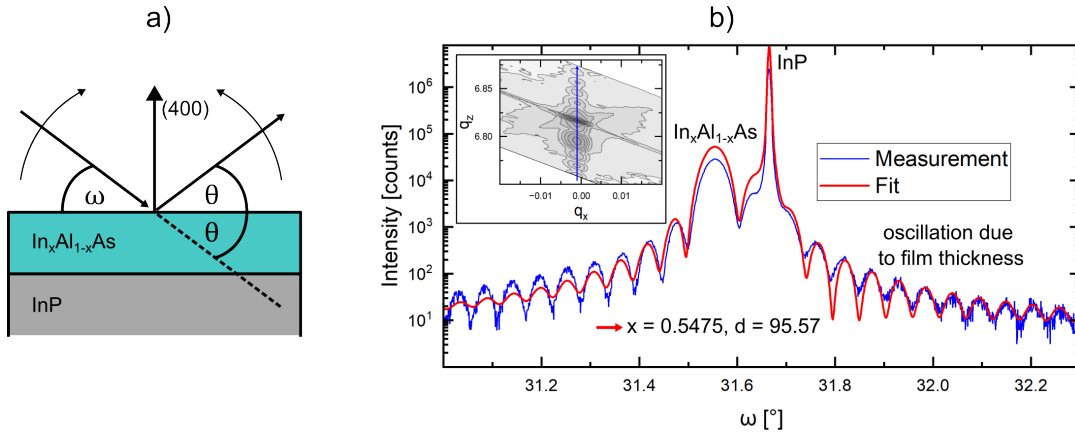 a)
(400)
ω
θ
θ
InxAl1-xAs
InP
b)
Intensity [counts]
10⁶
10⁵
10⁴
10³
10²
10¹
6.85
6.80
qz
−0.01
0.00
0.01
qx
InP
InxAl1-xAs
Measurement
Fit
oscillation due
to film thickness
x = 0.5475, d = 95.57
31.2
31.4
31.6
31.8
32.0
32.2
ω [°]